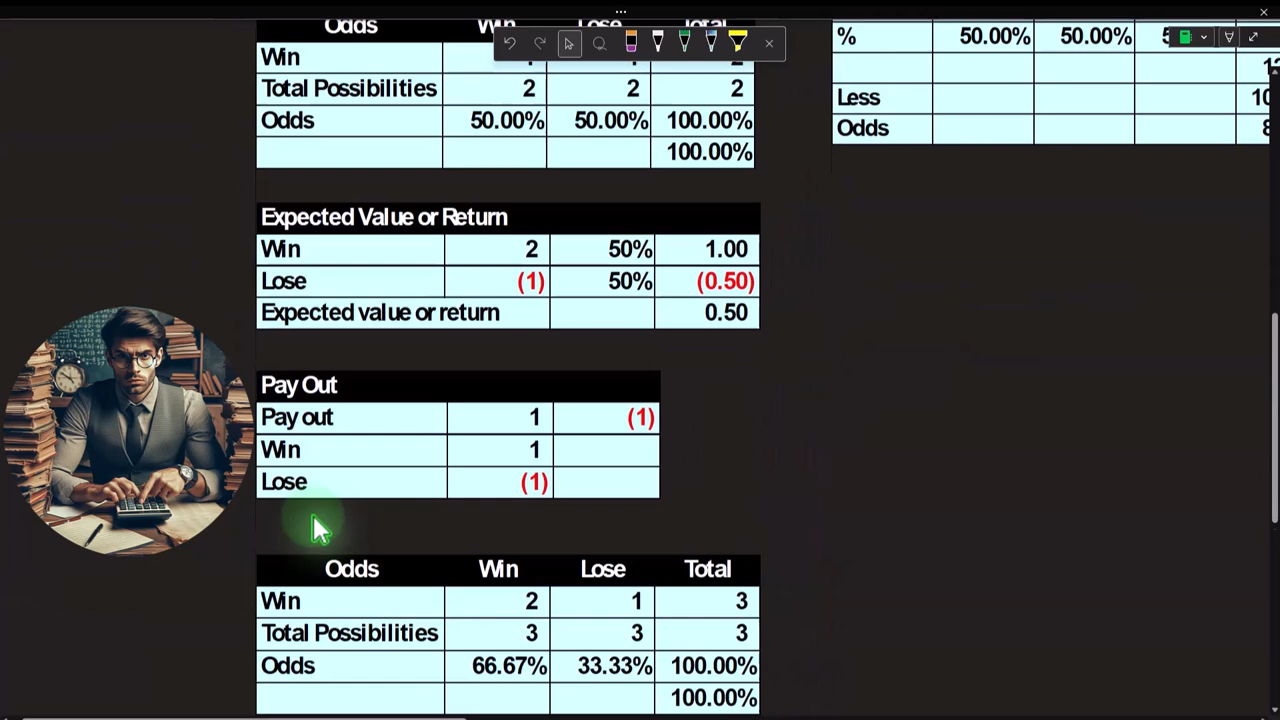 Odds Win Lose Total
Win
Total Possibilities 2 2 2
Odds 50.00% 50.00% 100.00%
100.00%
% 50.00% 50.00%
Less
Odds
Expected Value or Return
Win 2 50% 1.00
Lose (1) 50% (0.50)
Expected value or return 0.50
Pay Out
Pay out 1 (1)
Win 1
Lose (1)
Odds Win Lose Total
Win 2 1 3
Total Possibilities 3 3 3
Odds 66.67% 33.33% 100.00%
100.00%